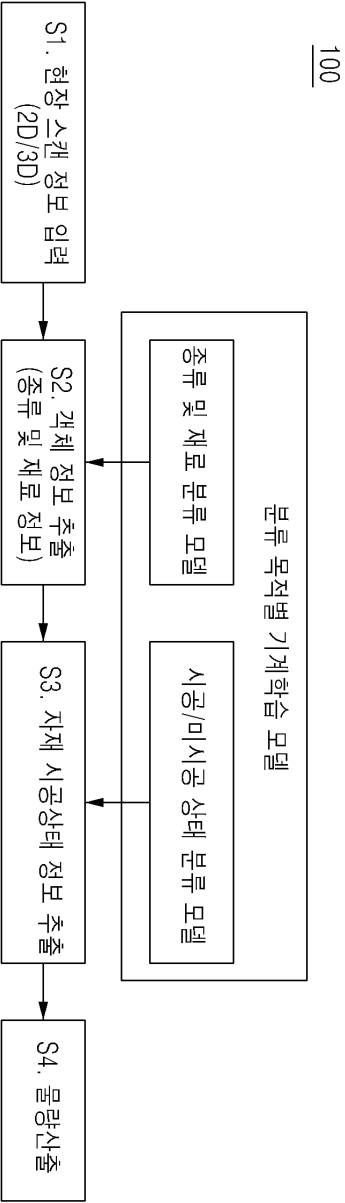 100
분류 목적별 기계학습 모델
종류 및 재료 분류 모델
시공/미시공 상태 분류 모델
S1. 현장 스캔 정보 입력
(2D/3D)
S2. 객체 정보 추출
(종류 및 재료 정보)
S3. 자재 시공상태 정보 추출
S4. 물량산출